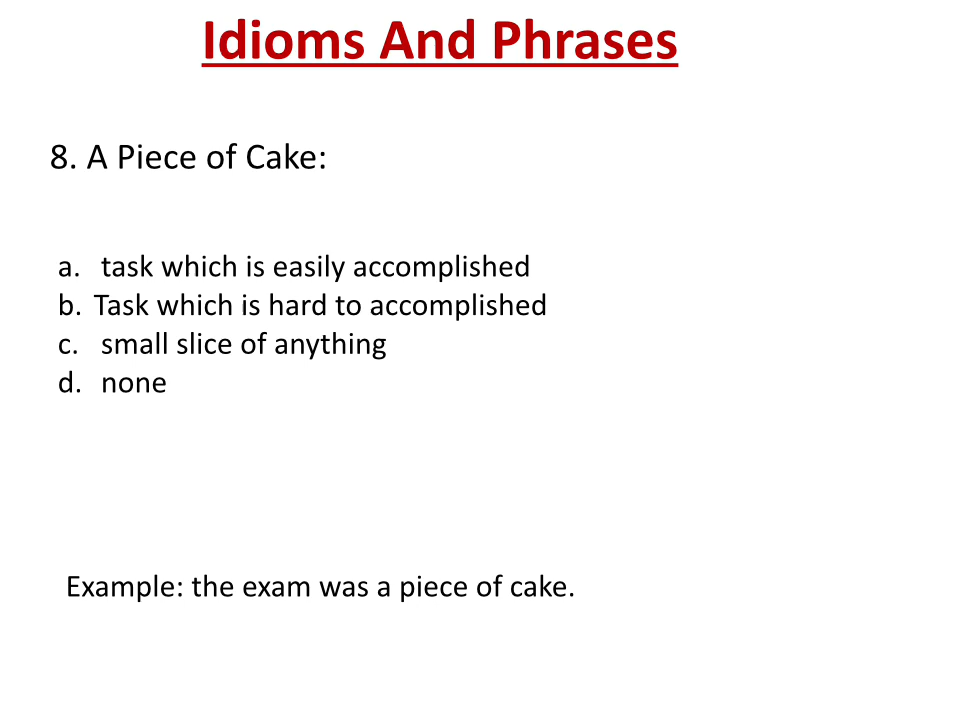 Idioms And Phrases
8. A Piece of Cake:
a. task which is easily accomplished
b. Task which is hard to accomplished
c. small slice of anything
d. none
Example: the exam was a piece of cake.